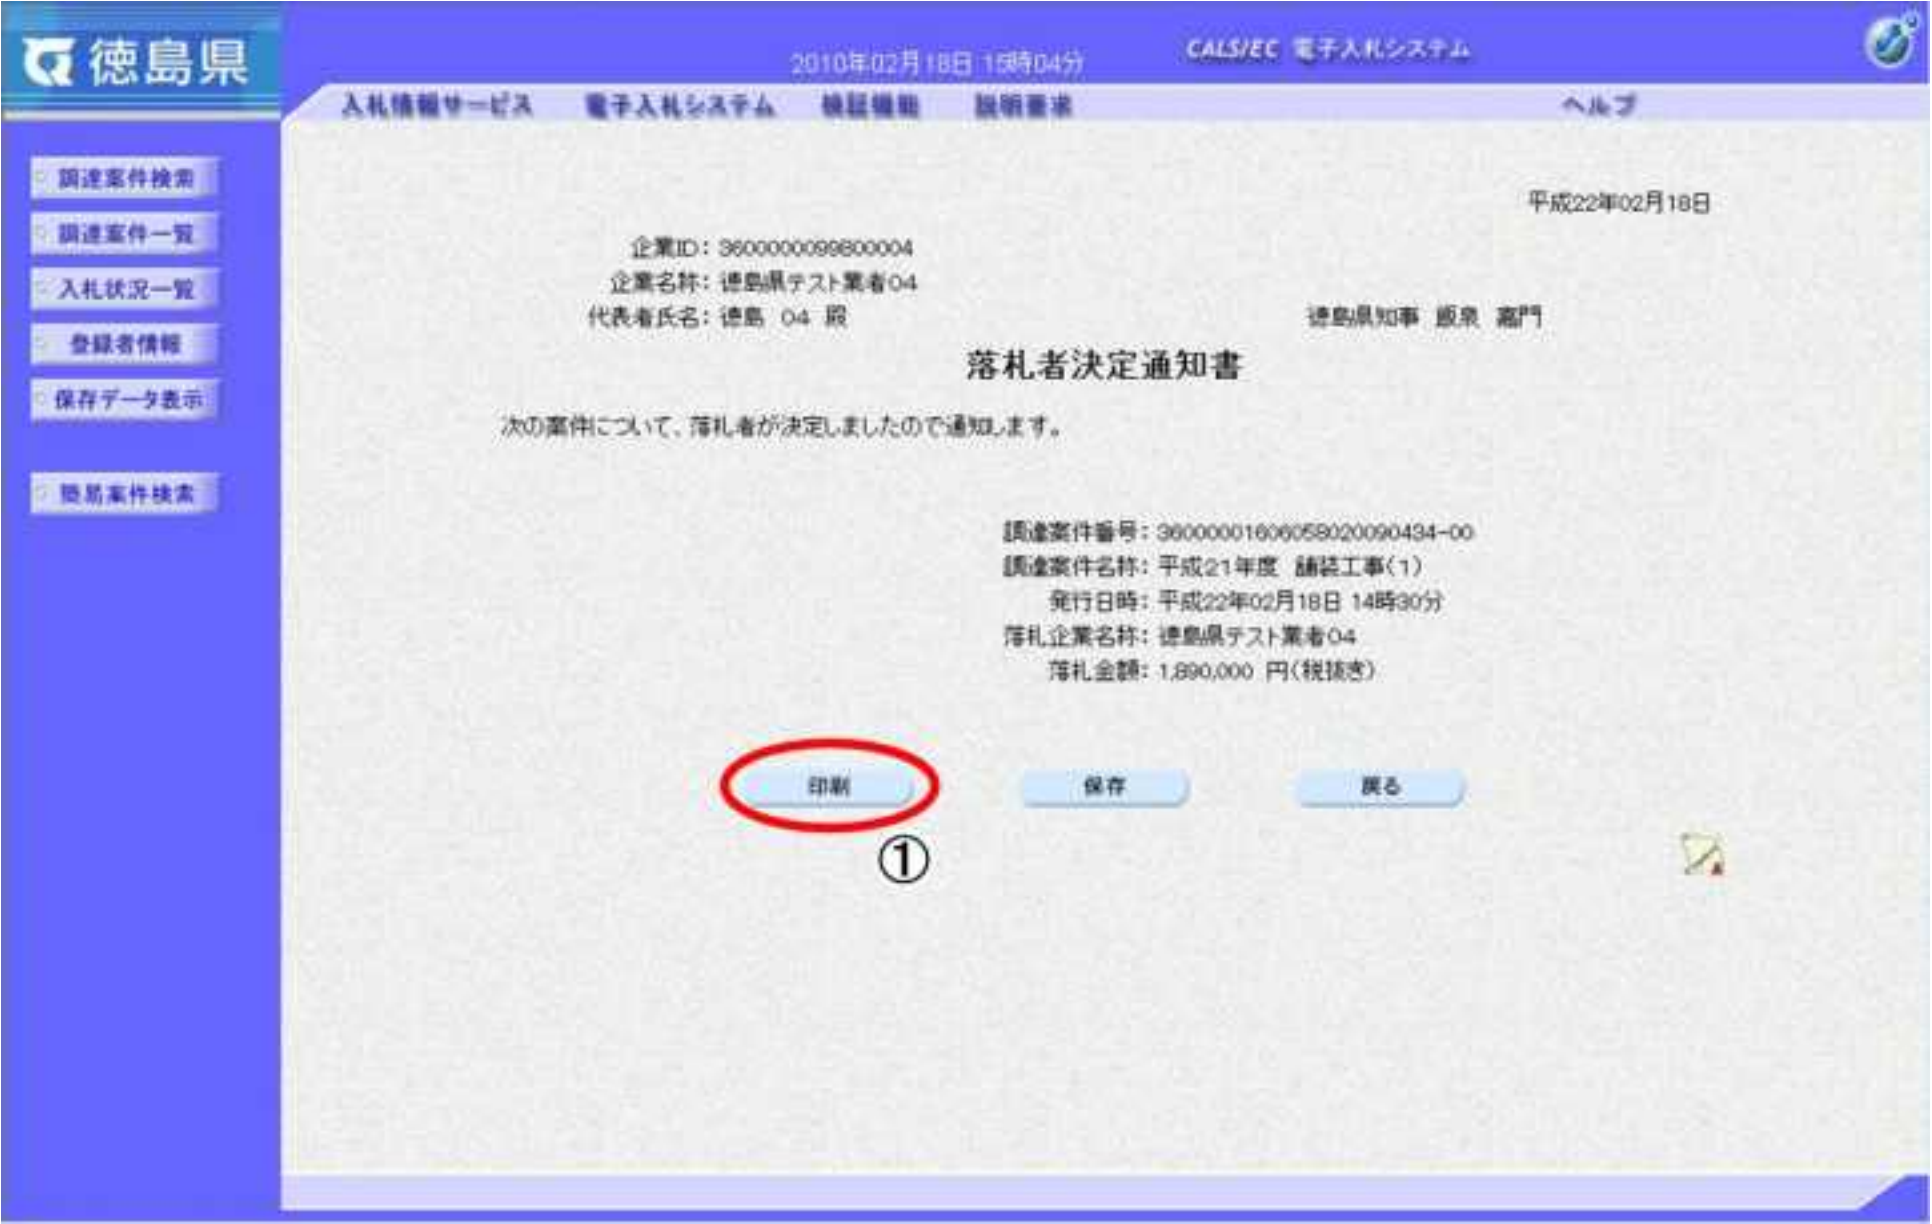 徳島県
2010年02月18日 15時04分
CALS/EC 電子入札システム
入札情報サービス 電子入札システム 検証機能 説明要求 ヘルプ
調達案件検索
調達案件一覧
入札状況一覧
登録者情報
保存データ表示
簡易案件検索
平成22年02月18日
企業ID：3600000099800004
企業名称：徳島県テスト業者04
代表者氏名：徳島 04 殿
徳島県知事 飯泉 嘉門
落札者決定通知書
次の案件について、落札者が決定しましたので通知します。
調達案件番号：360000001606058020090434-00
調達案件名称：平成21年度 舗装工事（1）
発行日時：平成22年02月18日 14時30分
落札企業名称：徳島県テスト業者04
落札金額：1,890,000 円（税抜き）
印刷 保存 戻る
①